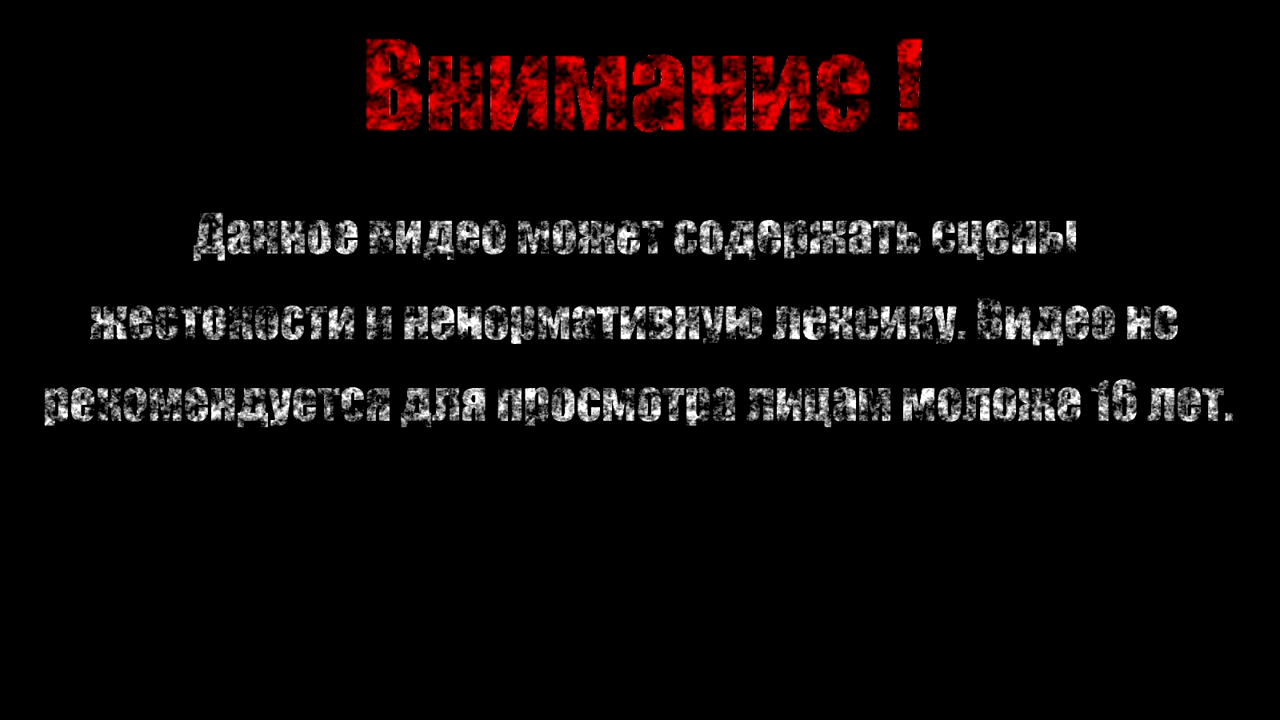 Внимание !
Данное видео может содержать сцены
жестокости и ненормативную лексику. Видео не
рекомендуется для просмотра лицам моложе 16 лет.